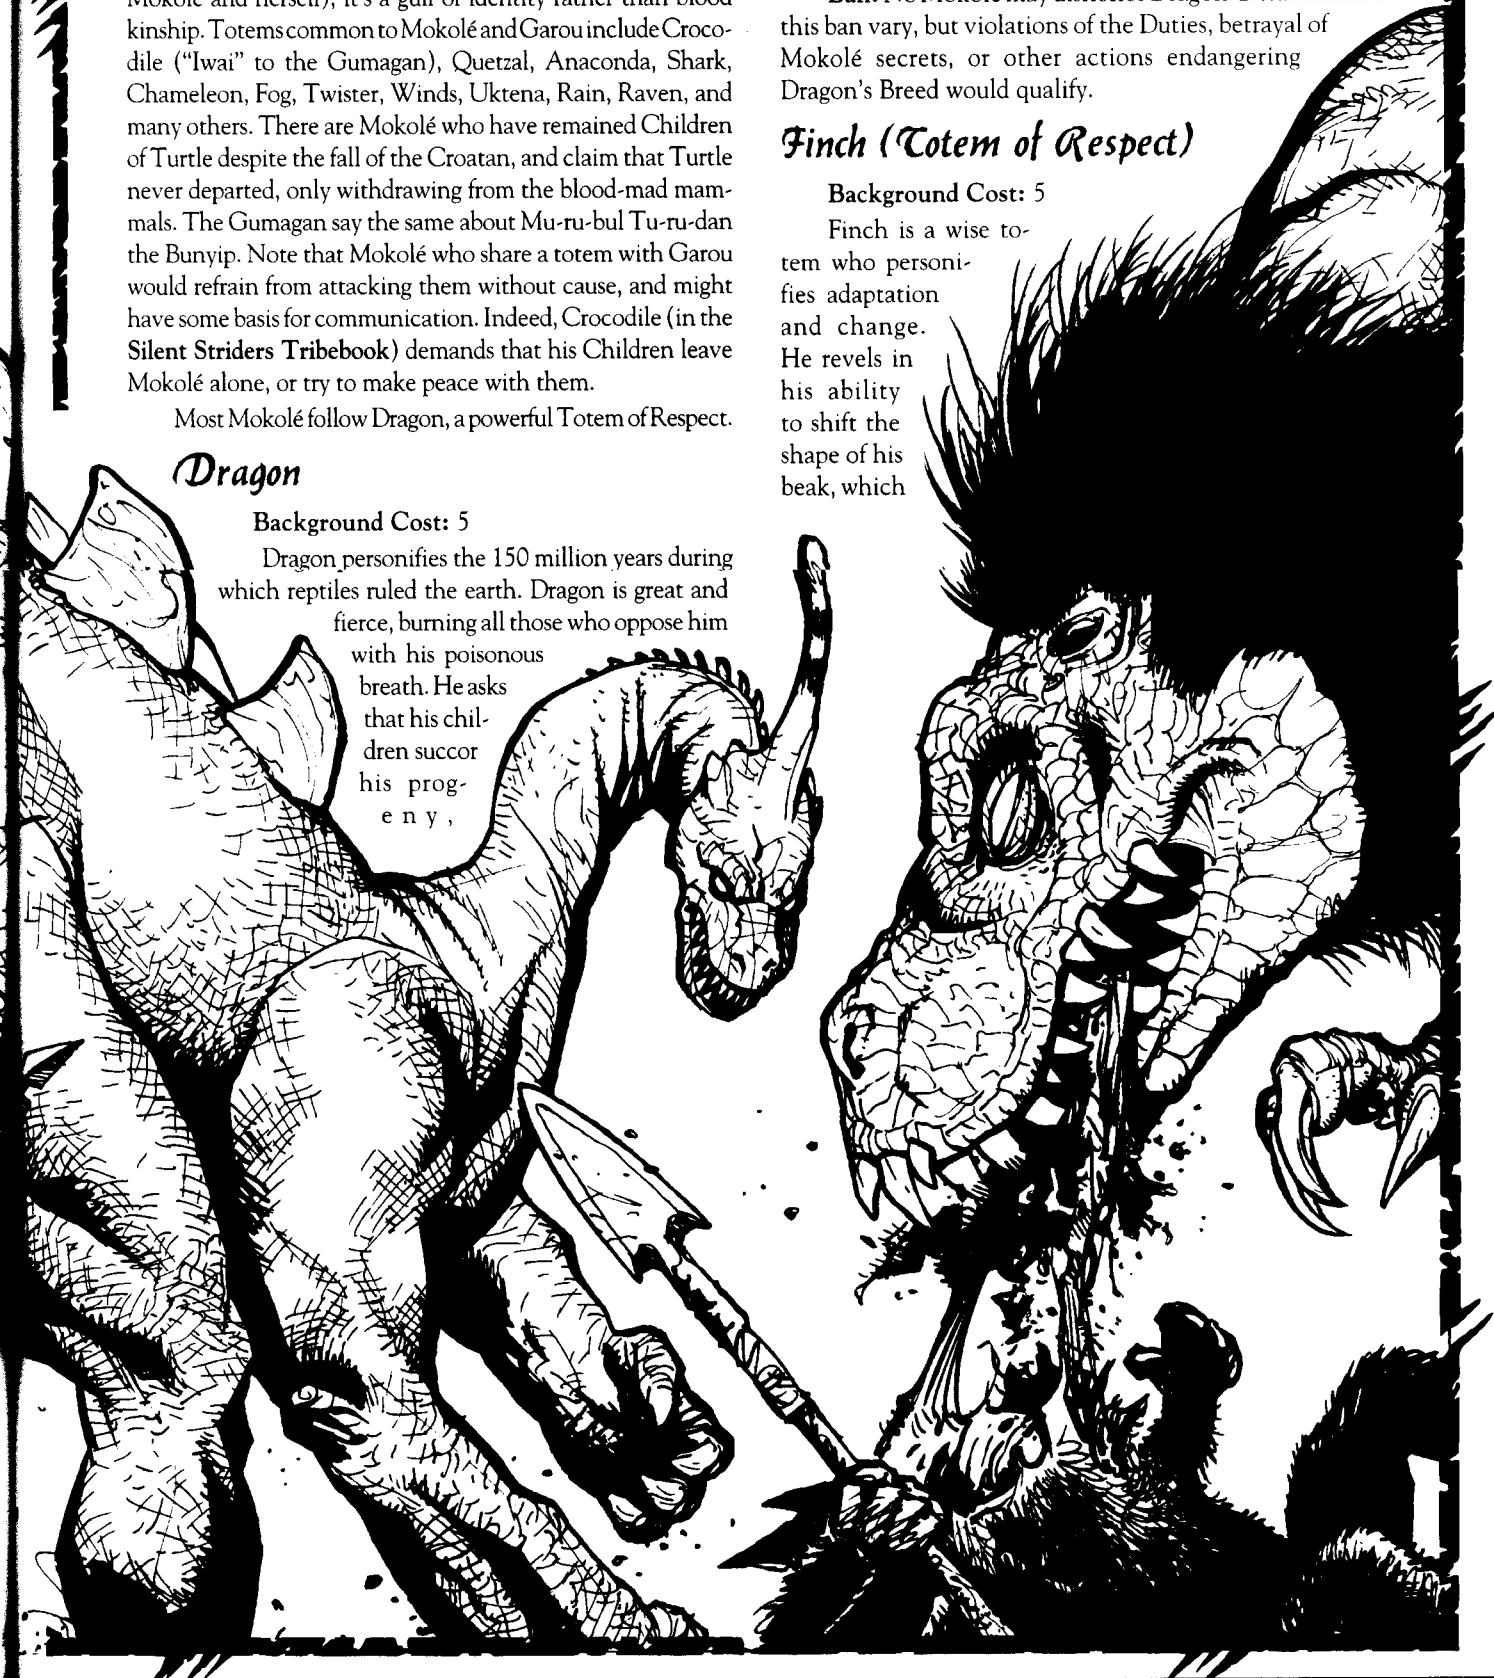 kinship. Totems common to Mokolé and Garou include Croco-
dile (“Iwai” to the Gumagan), Quetzal, Anaconda, Shark,
Chameleon, Fog, Twister, Winds, Uktena, Rain, Raven, and
many others. There are Mokolé who have remained Children
of Turtle despite the fall of the Croatan, and claim that Turtle
never departed, only withdrawing from the blood-mad mam-
mals. The Gumagan say the same about Mu-ru-bul Tu-ru-dan
the Bunyip. Note that Mokolé who share a totem with Garou
would refrain from attacking them without cause, and might
have some basis for communication. Indeed, Crocodile (in the
Silent Striders Tribebook) demands that his Children leave
Mokolé alone, or try to make peace with them.
Most Mokolé follow Dragon, a powerful Totem of Respect.
Dragon
Background Cost: 5
Dragon personifies the 150 million years during
which reptiles ruled the earth. Dragon is great and
fierce, burning all those who oppose him
with his poisonous
breath. He asks
that his chil-
dren succor
his prog-
eny,
this ban vary, but violations of the Duties, betrayal of
Mokolé secrets, or other actions endangering
Dragon's Breed would qualify.
Finch (Totem of Respect)
Background Cost: 5
Finch is a wise to-
tem who personi-
fies adaptation
and change.
He revels in
his ability
to shift the
shape of his
beak, which